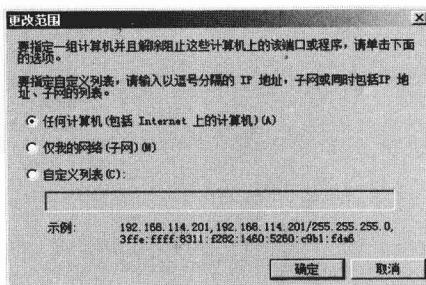 更改范围
要指定一组计算机并且解除阻止这些计算机上的该端口或程序，请单击下面
的选项。
要指定自定义列表，请输入以逗号分隔的 IP 地址，子网或同时包括IP 地
址、子网的列表。
任何计算机(包括 Internet 上的计算机)(A)
仅我的网络(子网)(M)
自定义列表(C):
示例: 192.168.114.201,192.168.114.201/255.255.255.0,
3ffe:ffff:8311:f282:1460:5260:c9b1:fda6
确定 取消